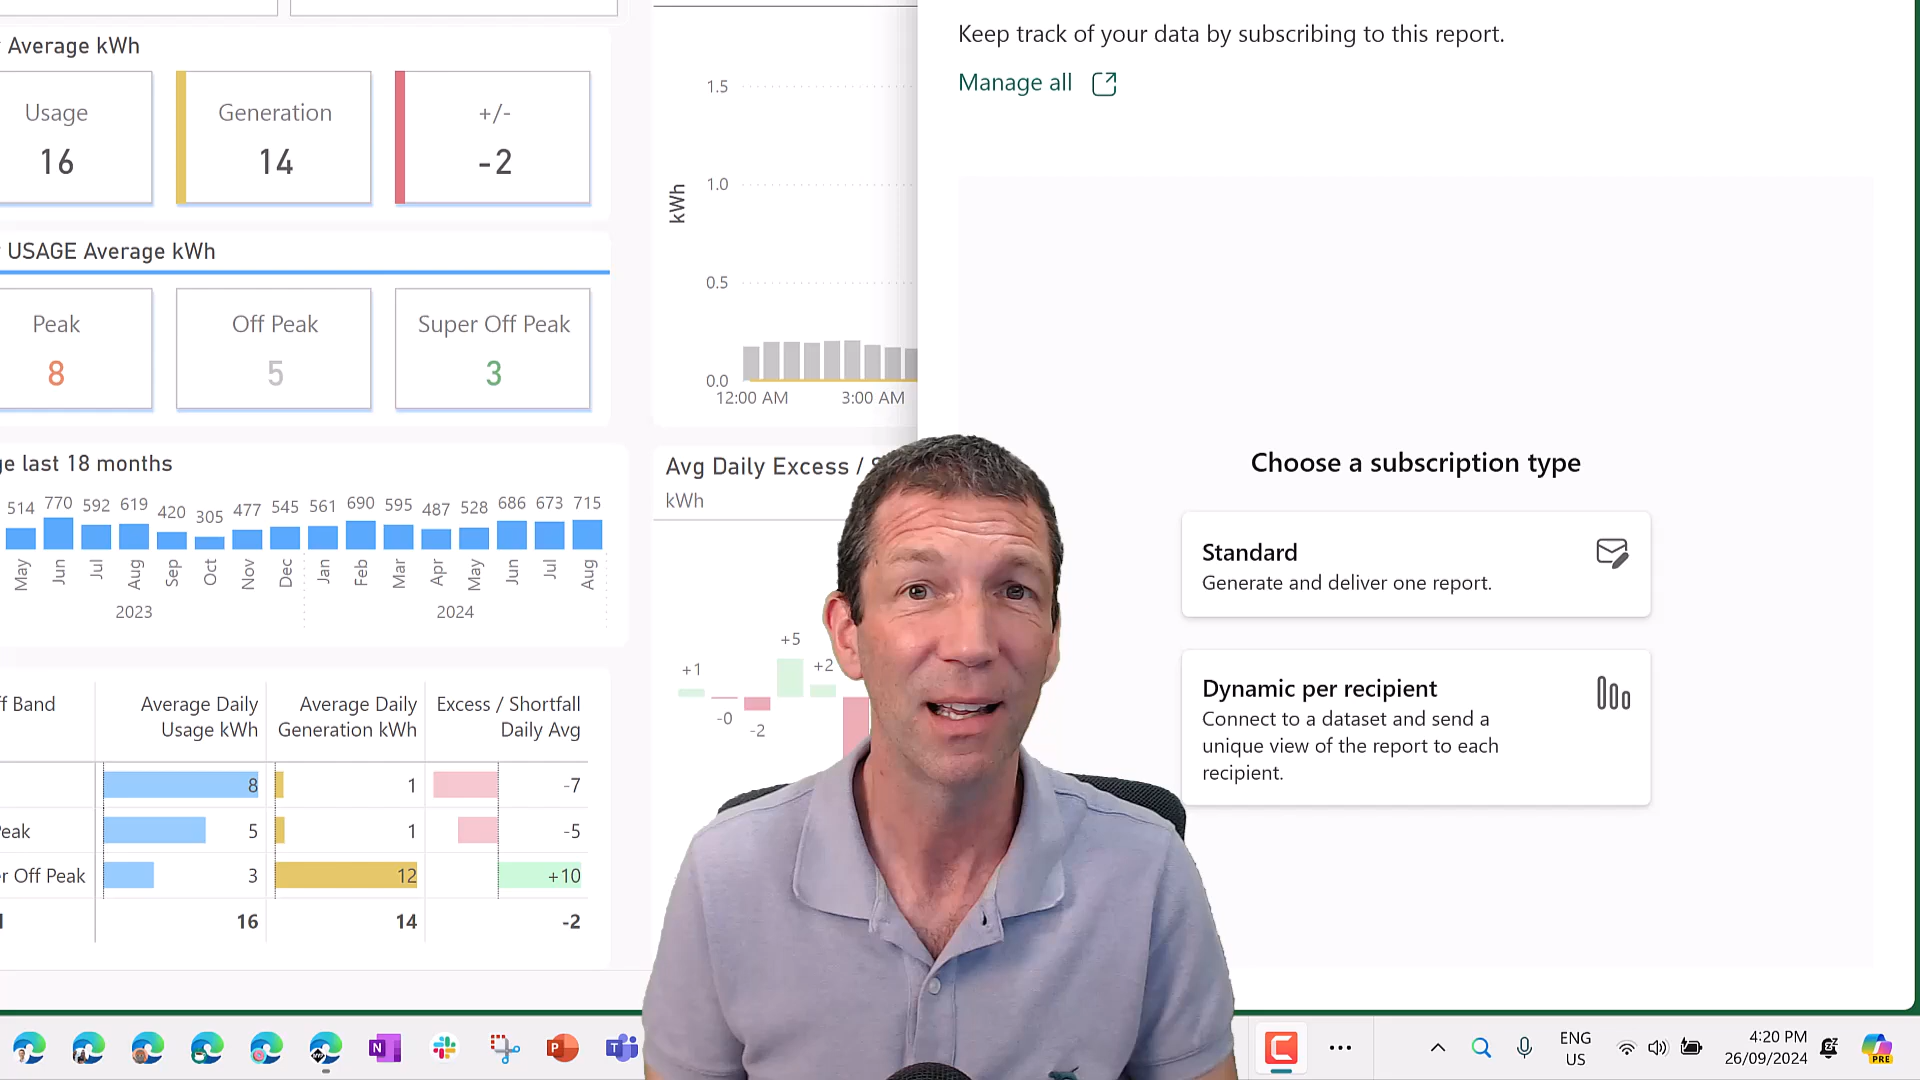 Average kWh
Usage
16
Generation
14
+/-
-2
USAGE Average kWh
Peak
8
Off Peak
5
Super Off Peak
3
last 18 months
514 770 592 619 420 305 477 545 561 690 595 487 528 686 673 715
May Jun Jul Aug Sep Oct Nov Dec Jan Feb Mar Apr May Jun Jul Aug
2023 2024
Band
Average Daily
Usage kWh
Average Daily
Generation kWh
Excess / Shortfall
Daily Avg
8 1 -7
eak 5 1 -5
r Off Peak 3 12 +10
16 14 -2
kWh
1.5
1.0
0.5
0.0
12:00 AM 3:00 AM
Avg Daily Excess /
kWh
+1
-0
-2
+5
+2
Keep track of your data by subscribing to this report.
Manage all
Choose a subscription type
Standard
Generate and deliver one report.
Dynamic per recipient
Connect to a dataset and send a
unique view of the report to each
recipient.
ENG
US
4:20 PM
26/09/2024
PRE